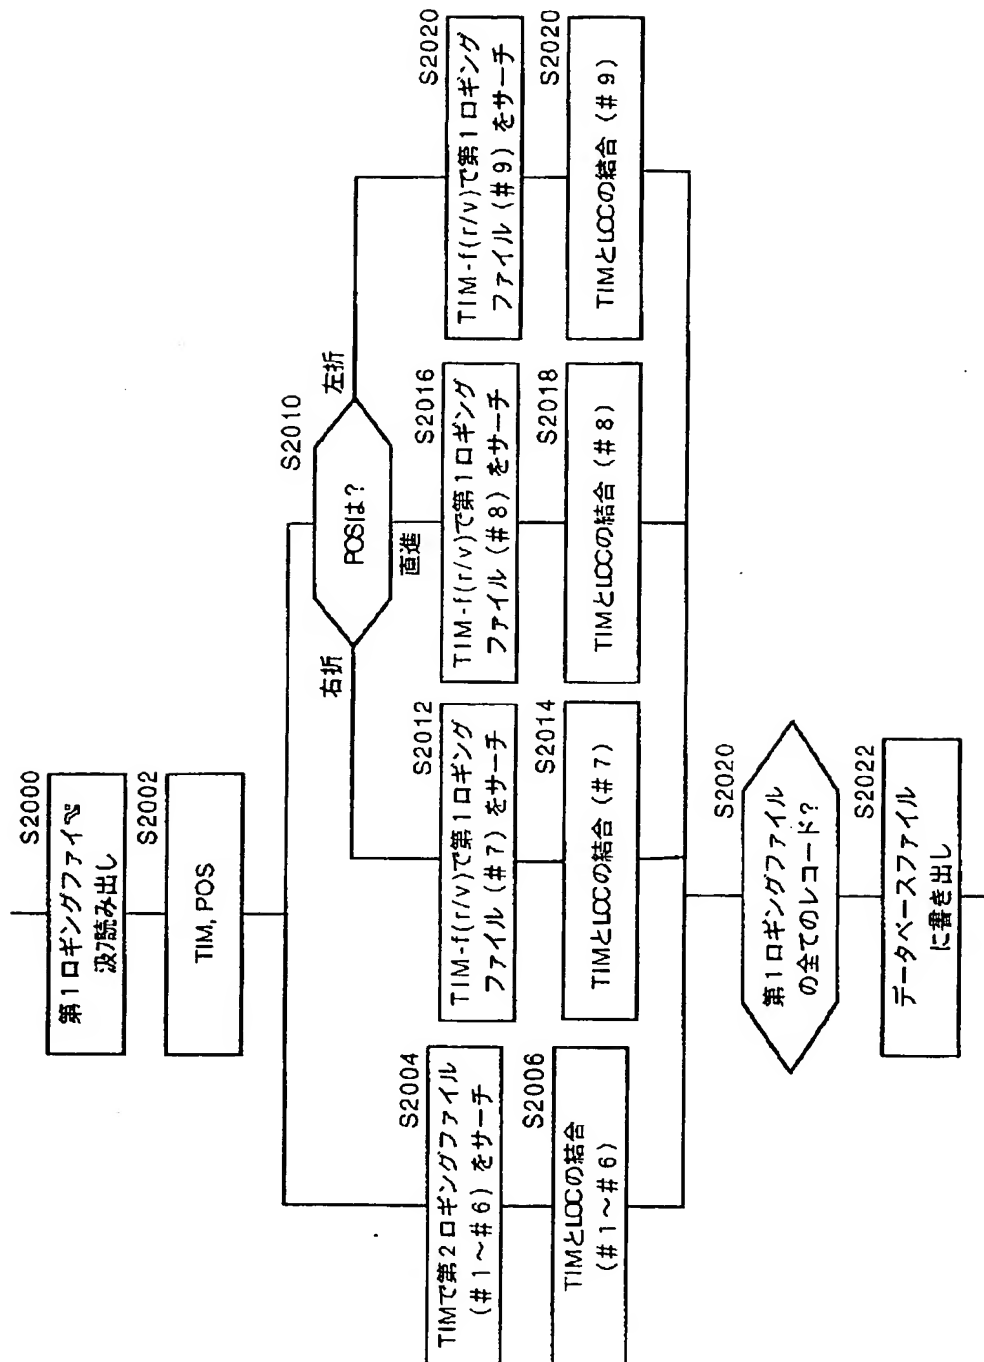 S2000
第1ロギングファイ
読み出し
S2002
TIM, POS
S2004
TIMで第2ロギングファイル
(#1～#6)をサーチ
S2006
TIMとLOCの結合
(#1～#6)
S2010
POSは?
右折
直進
左折
S2012
TIM-f(r/v)で第1ロギング
ファイル(#7)をサーチ
S2014
TIMとLOCの結合(#7)
S2016
TIM-f(r/v)で第1ロギング
ファイル(#8)をサーチ
S2018
TIMとLOCの結合(#8)
S2020
TIM-f(r/v)で第1ロギング
ファイル(#9)をサーチ
S2020
TIMとLOCの結合(#9)
S2020
第1ロギングファイル
の全てのレコード?
S2022
データベースファイル
に書き出し